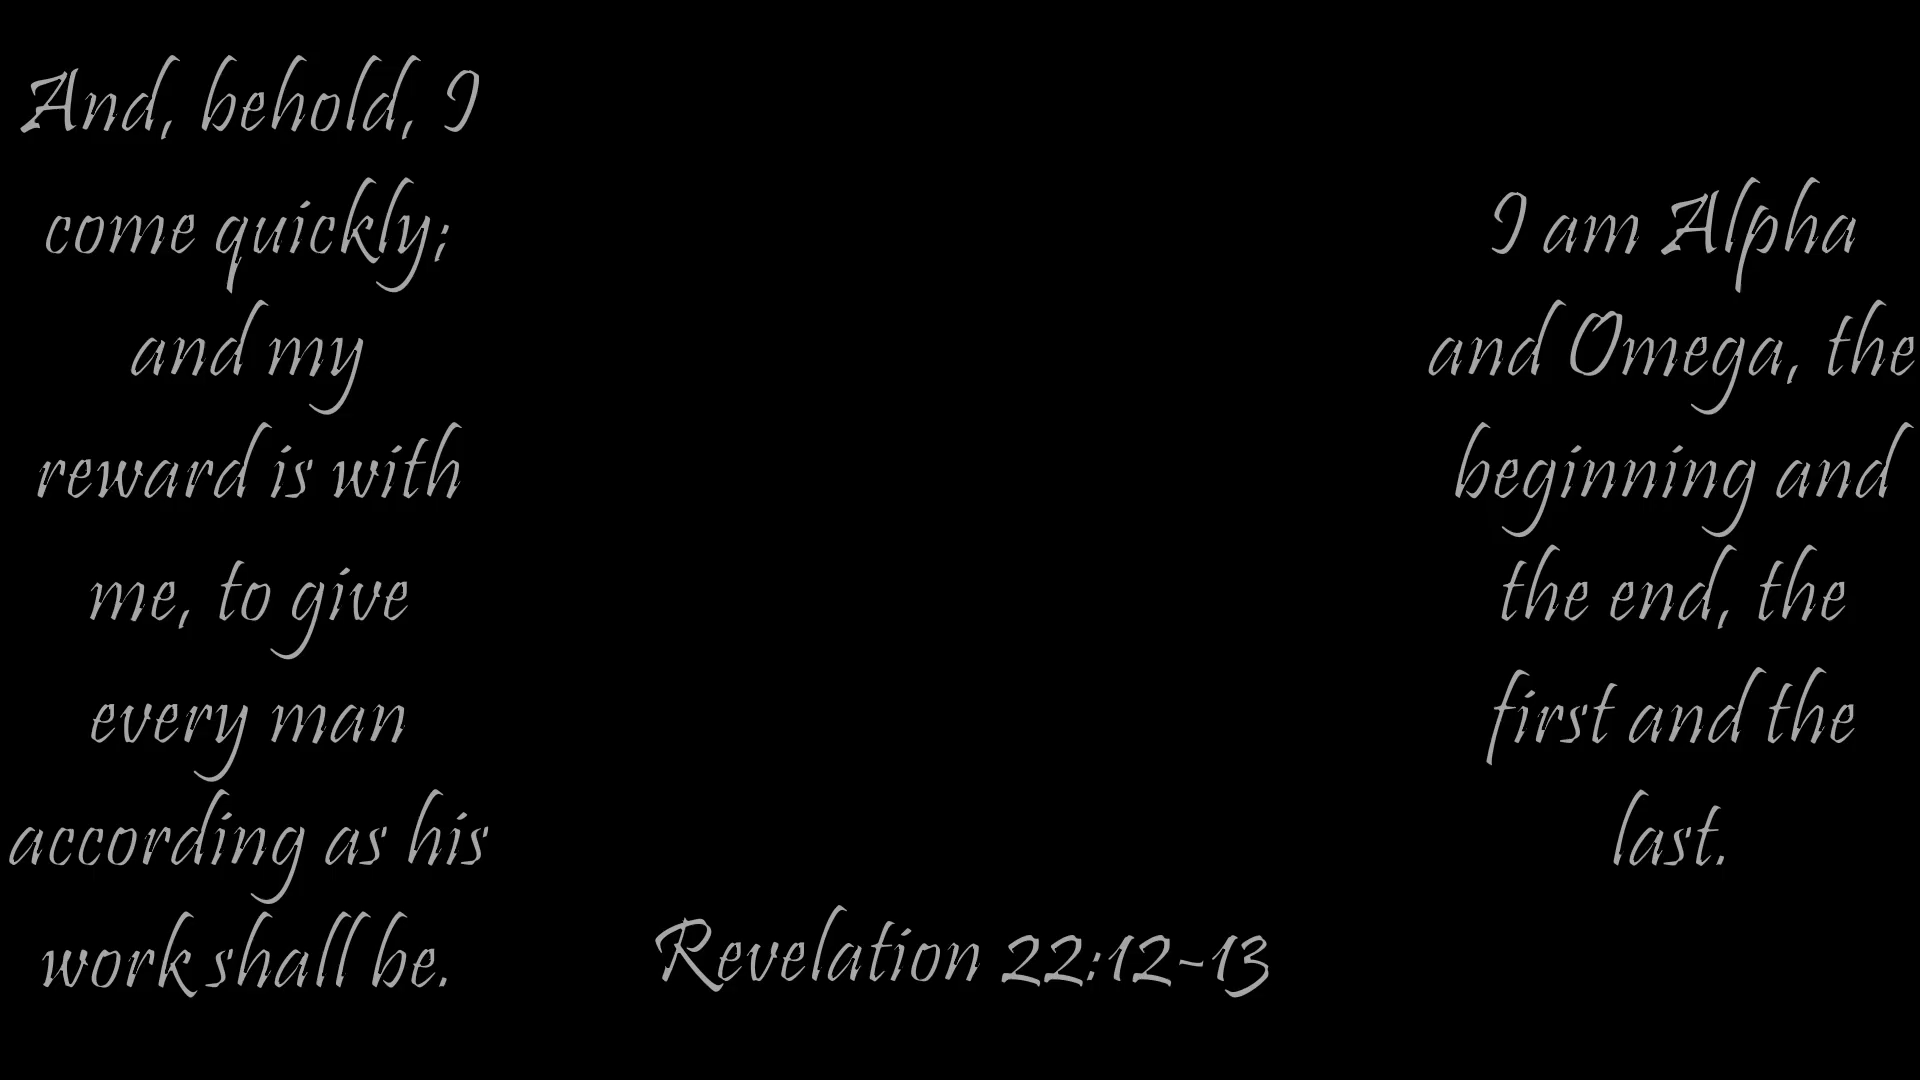 And, behold, I
come quickly;
and my
reward is with
me, to give
every man
according as his
work shall be.
I am Alpha
and Omega, the
beginning and
the end, the
first and the
last.
Revelation 22:12-13